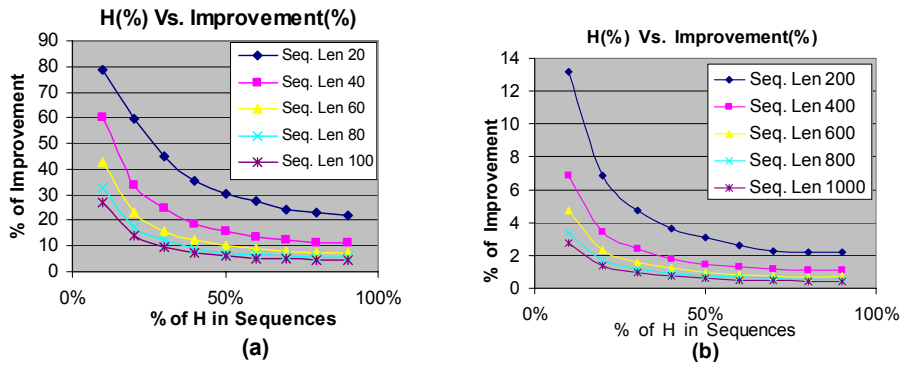 H(%) Vs. Improvement(%)
90
80
70
60
50
40
30
20
10
0
% of Improvement
Seq. Len 20
Seq. Len 40
Seq. Len 60
Seq. Len 80
Seq. Len 100
0%
50%
100%
% of H in Sequences
(a)
H(%) Vs. Improvement(%)
14
12
10
8
6
4
2
0
% of Improvement
Seq. Len 200
Seq. Len 400
Seq. Len 600
Seq. Len 800
Seq. Len 1000
0%
50%
100%
% of H in Sequences
(b)